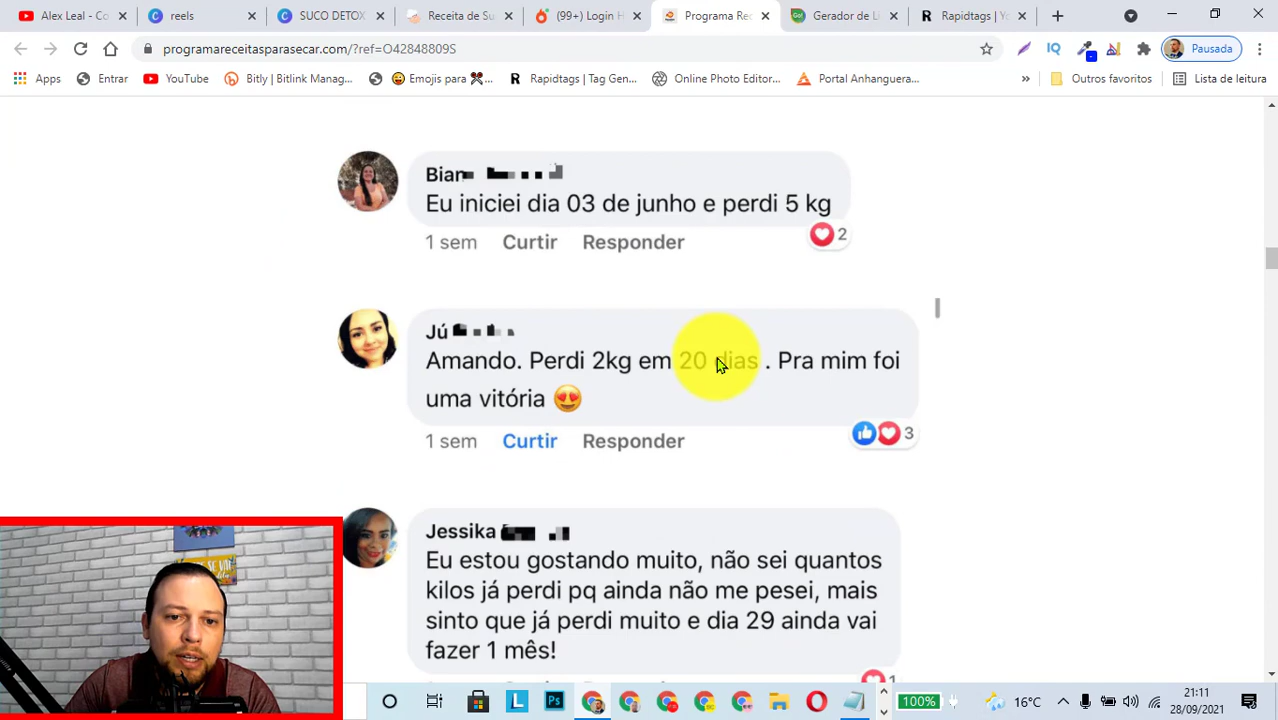 Alex Leal - Co
reels
SUCO DETOX
Receita de Su
(99+) Login H
Programa Rec
Gerador de LI
Rapidtags | Yo
programareceitasparasecar.com/?ref=O42848809S
Pausada
Apps
Entrar
YouTube
Bitly | Bitlink Manag...
Emojis para
Rapidtags | Tag Gen...
Online Photo Editor...
Portal Anhanguera...
Outros favoritos
Lista de leitura
Bian
Eu iniciei dia 03 de junho e perdi 5 kg
1 sem Curtir Responder 2
Jú
Amando. Perdi 2kg em 20 dias . Pra mim foi
uma vitória 😍
1 sem Curtir Responder 3
Jessika
Eu estou gostando muito, não sei quantos
kilos já perdi pq ainda não me pesei, mais
sinto que já perdi muito e dia 29 ainda vai
fazer 1 mês!
100%
16°C
21:11
28/09/2021